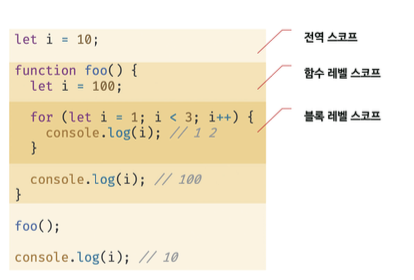 let i = 10;
전역 스코프
function foo() {
함수 레벨 스코프
let i = 100;
블록 레벨 스코프
for (let i = 1; i < 3; i++) {
console.log(i); // 1 2
}
console.log(i); // 100
}
foo();
console.log(i); // 10